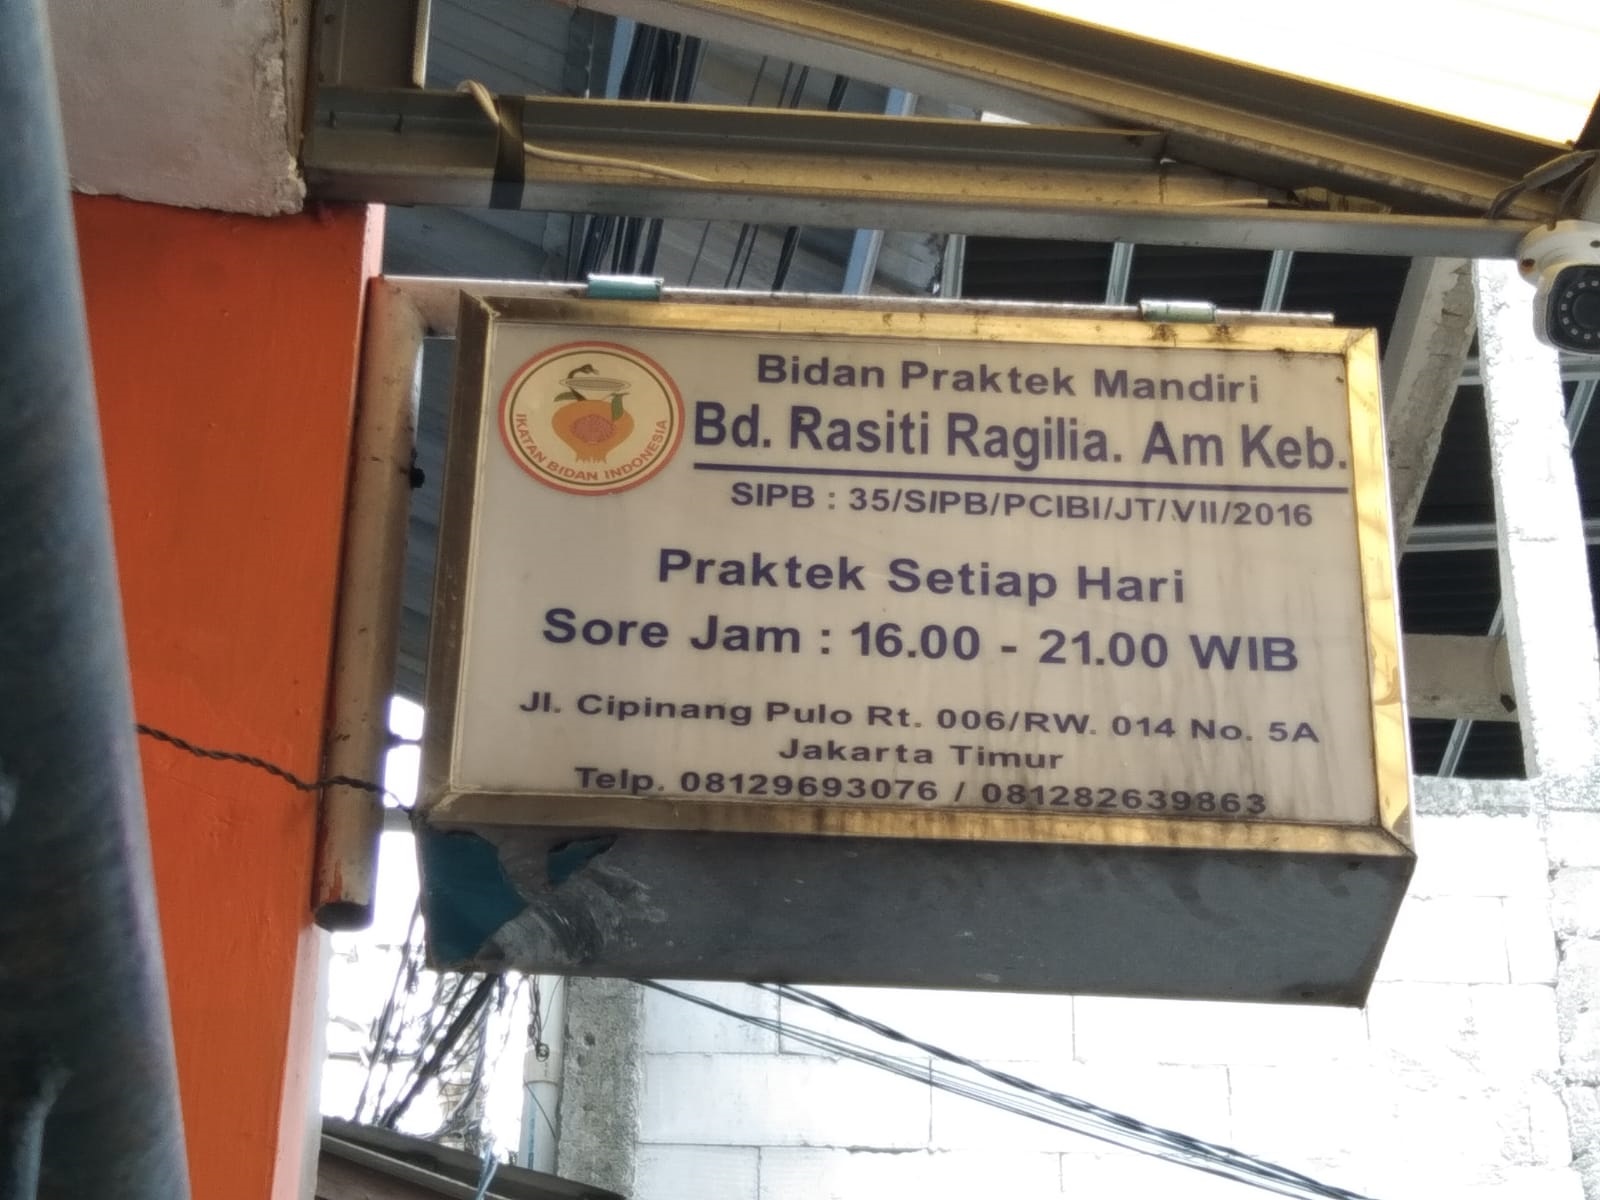 IKATAN BIDAN INDONESIA
Bidan Praktek Mandiri
Bd. Rasiti Ragilia. Am Keb.
SIPB : 35/SIPB/PCIBI/JT/VII/2016
Praktek Setiap Hari
Sore Jam : 16.00 - 21.00 WIB
Jl. Cipinang Pulo Rt. 006/RW. 014 No. 5A
Jakarta Timur
Telp. 08129693076 / 081282639863